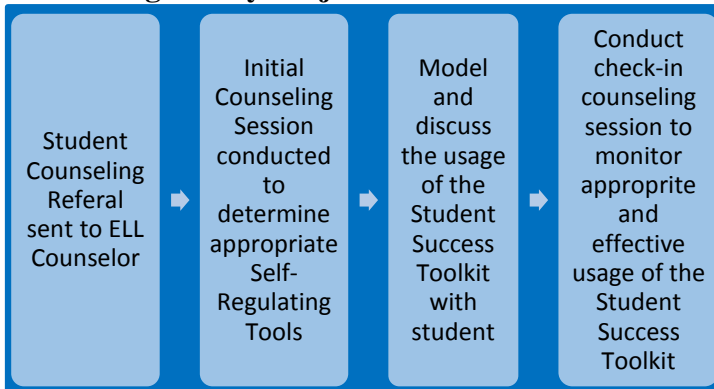 Student
Counseling
Referal
sent to ELL
Counselor
Initial
Counseling
Session
conducted
to
determine
appropriate
Self-
Regulating
Tools
Model
and
discuss
the usage
of the
Student
Success
Toolkit
with
student
Conduct
check-in
counseling
session to
monitor
approprite
and
effective
usage of the
Student
Success
Toolkit